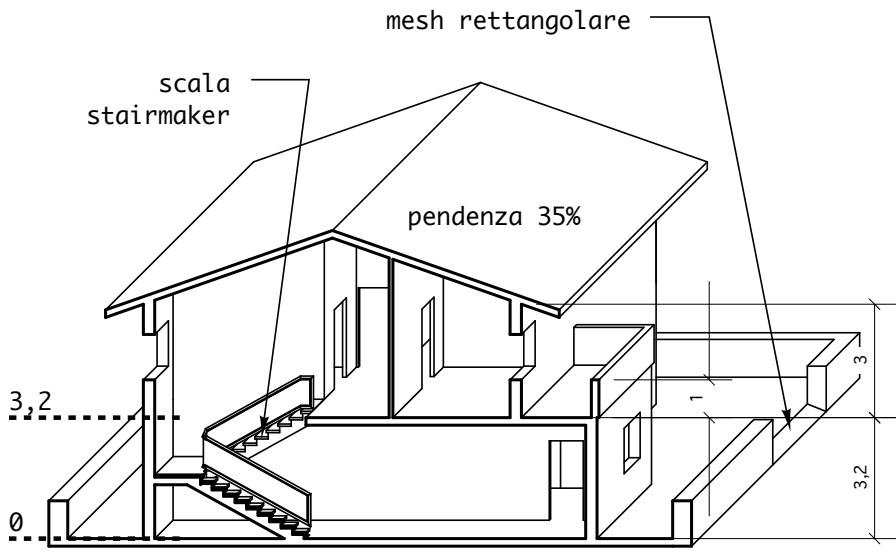 mesh rettangolare
scala
stairmaker
pendenza 35%
3
1
3,2
3,2
0